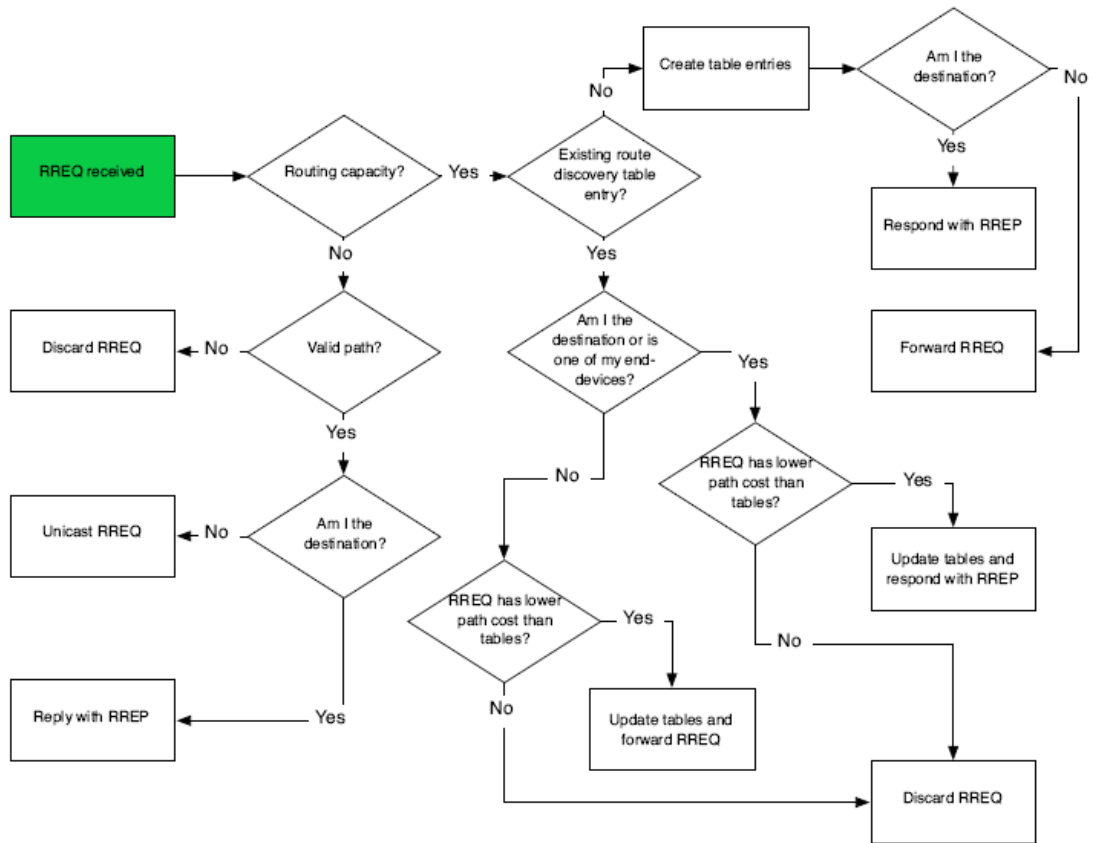 Create table entries
Am I the
destination?
No
No
RREQ received
Routing capacity?
Yes
Existing route
discovery table
entry?
Yes
Respond with RREP
No
Yes
Discard RREQ
No
Valid path?
Am I the
destination or is
one of my end-
devices?
Yes
Forward RREQ
Yes
No
RREQ has lower
path cost than
tables?
Yes
Unicast RREQ
No
Am I the
destination?
Update tables and
respond with RREP
RREQ has lower
path cost than
tables?
Yes
No
Reply with RREP
Yes
No
Update tables and
forward RREQ
Discard RREQ